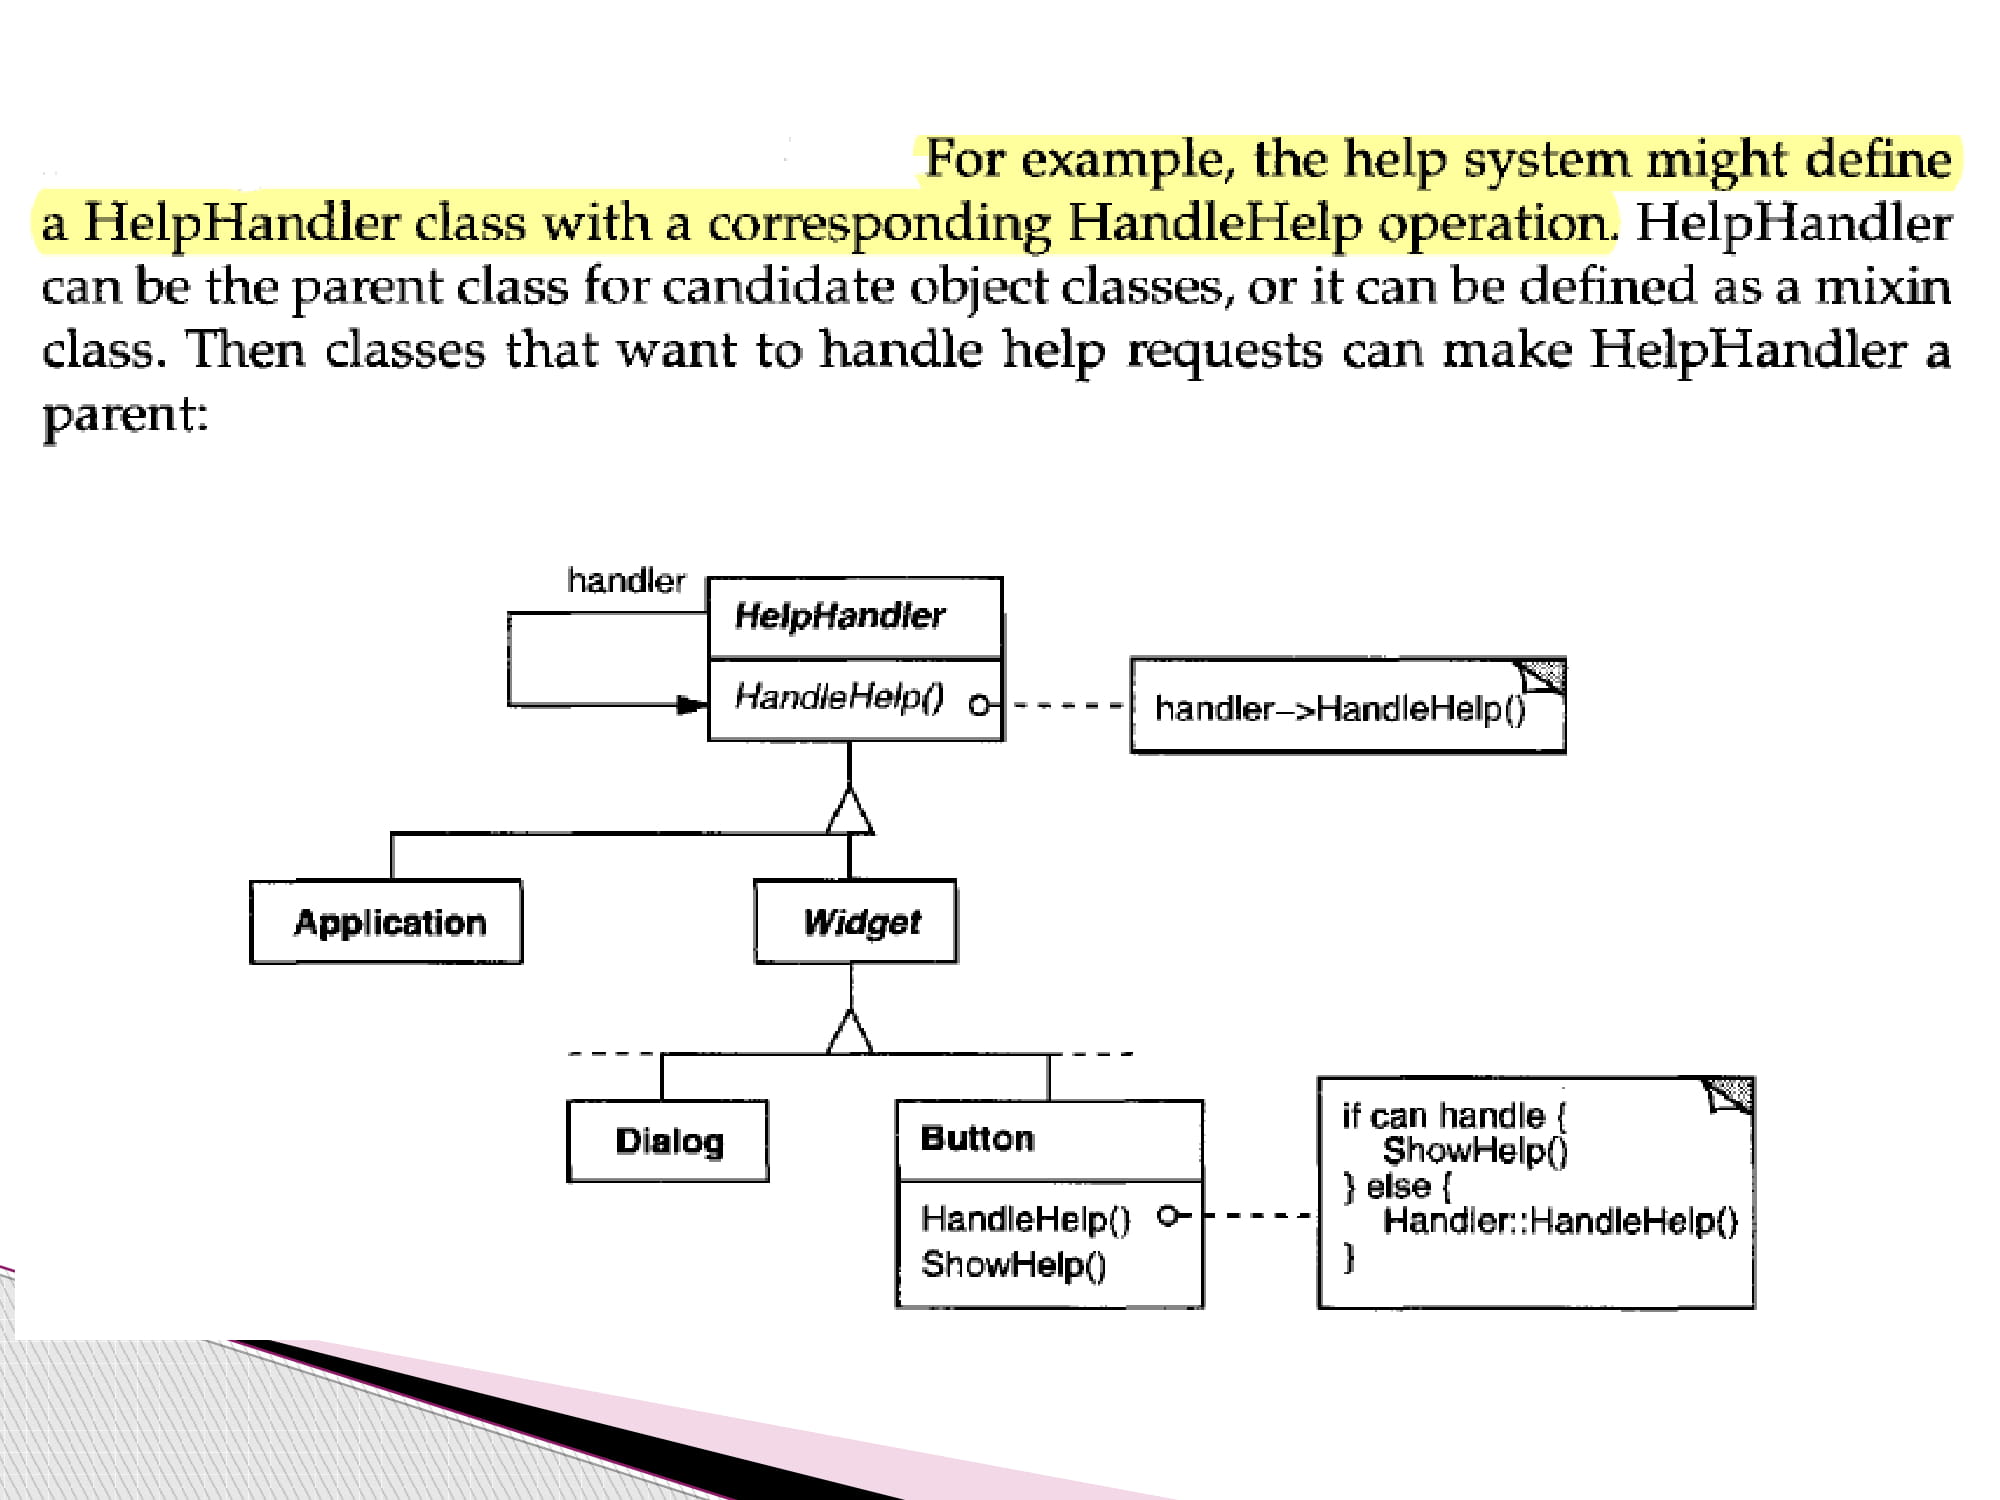 For example, the help system might define
a HelpHandler class with a corresponding HandleHelp operation. HelpHandler
can be the parent class for candidate object classes, or it can be defined as a mixin
class. Then classes that want to handle help requests can make HelpHandler a
parent:
handler
HelpHandler
HandleHelp()
handler–>HandleHelp()
Application
Widget
Dialog
Button
HandleHelp()
ShowHelp()
if can handle {
ShowHelp()
} else {
Handler::HandleHelp()
}